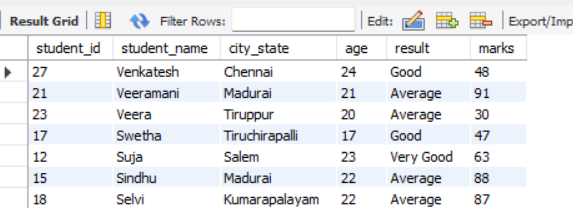 Result Grid Filter Rows: Edit: Export/Imp
student_id student_name city_state age result marks
27 Venkatesh Chennai 24 Good 48
21 Veeramani Madurai 21 Average 91
23 Veera Tiruppur 20 Average 30
17 Swetha Tiruchirapalli 17 Good 47
12 Suja Salem 23 Very Good 63
15 Sindhu Madurai 22 Average 88
18 Selvi Kumarapalayam 22 Average 87